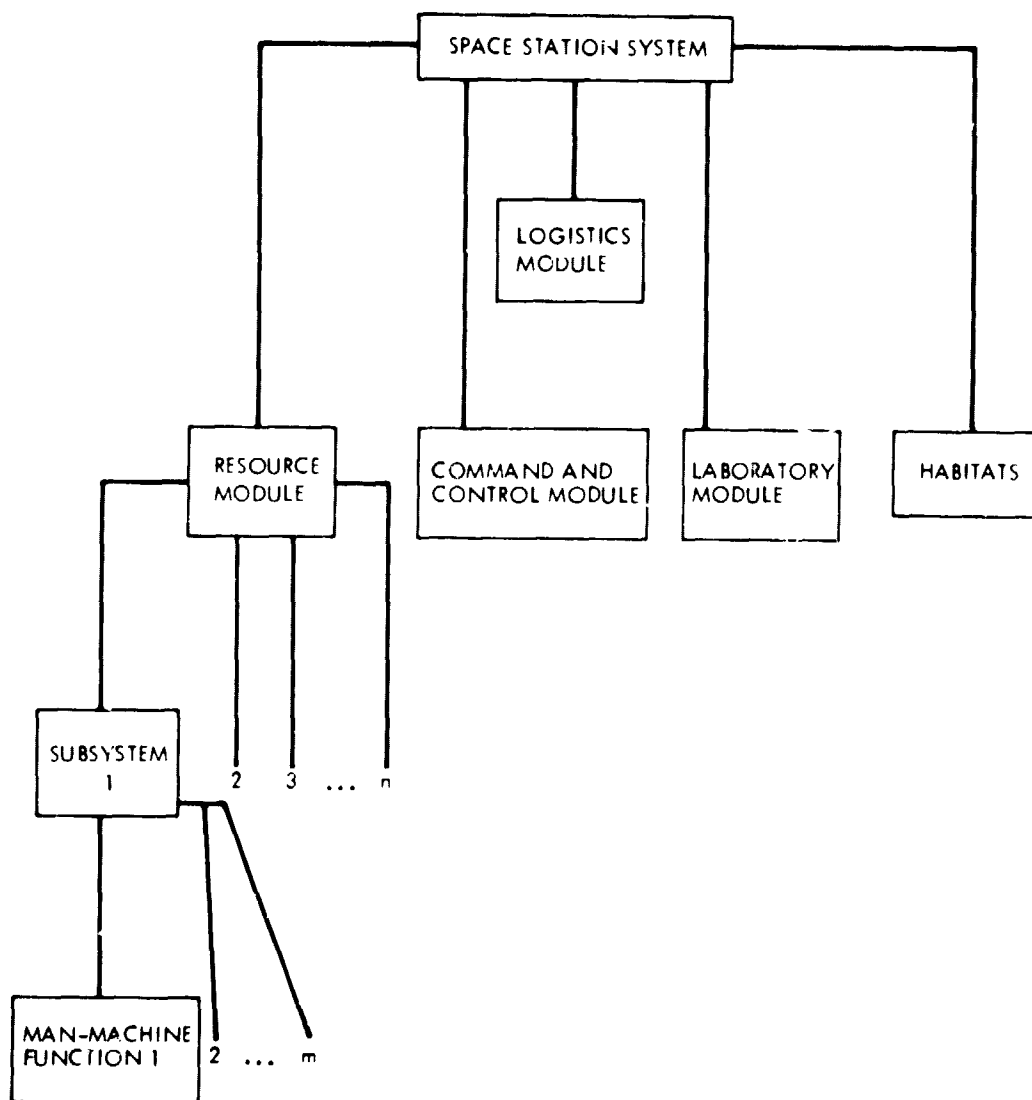 SPACE STATION SYSTEM
LOGISTICS
MODULE
RESOURCE
MODULE
COMMAND AND
CONTROL MODULE
LABORATORY
MODULE
HABITATS
SUBSYSTEM
1
2 3 ... n
MAN-MACHINE
FUNCTION 1
2 ... m